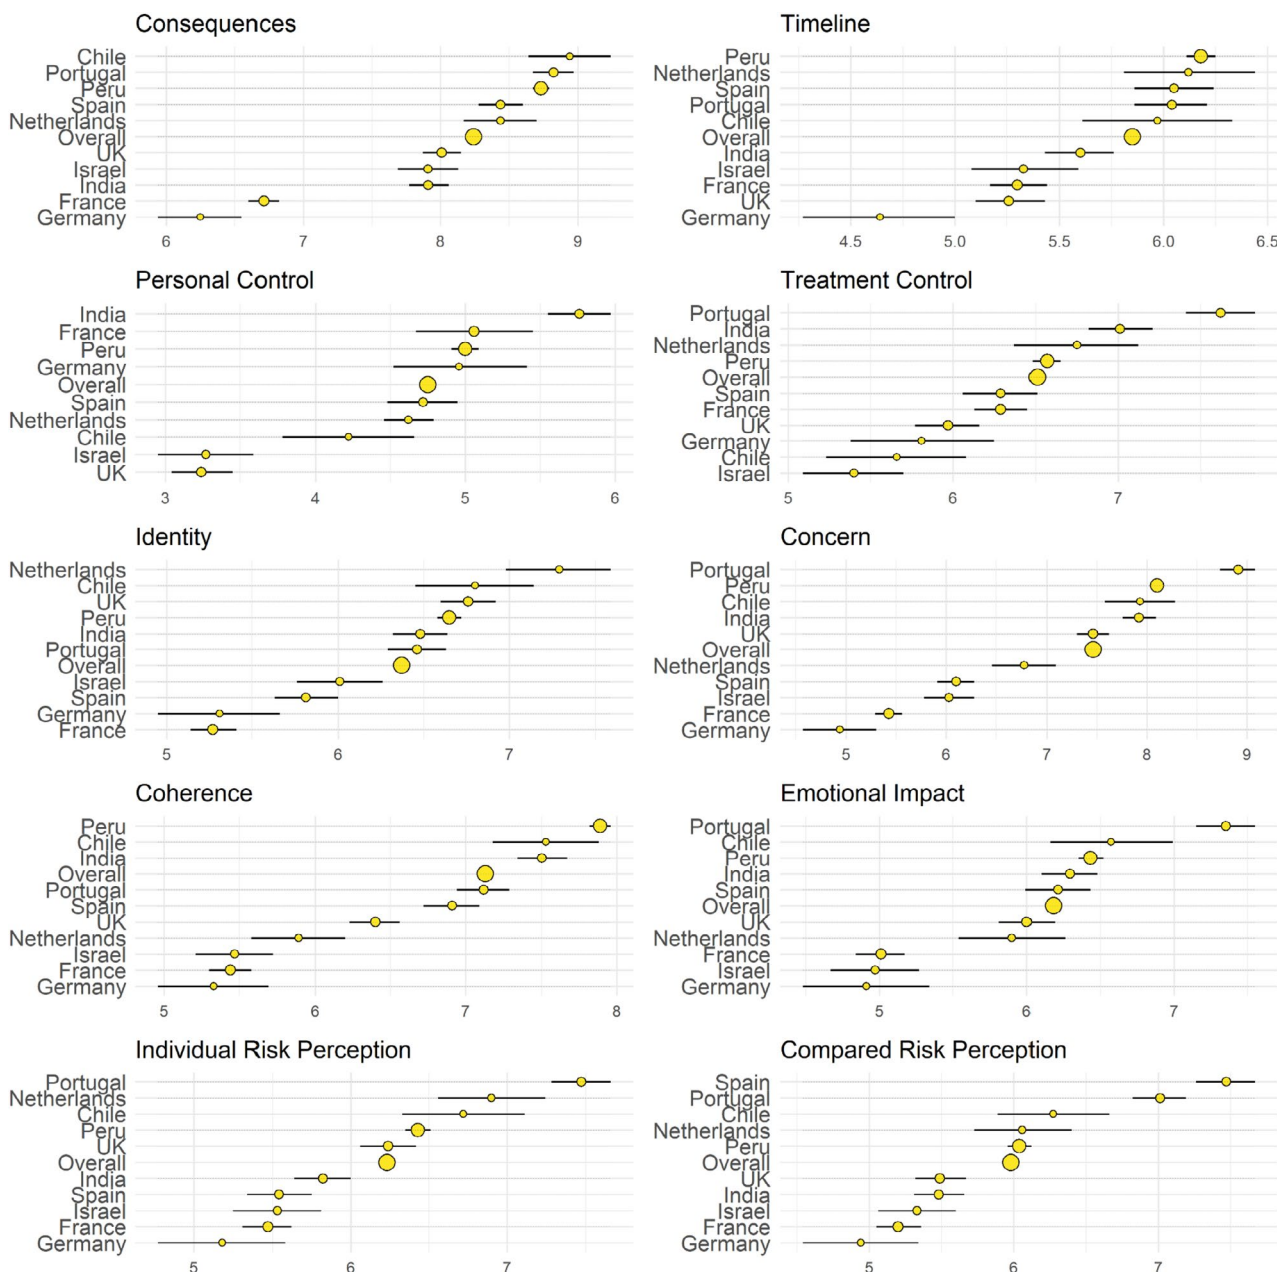 Consequences
Chile
Portugal
Peru
Spain
Netherlands
Overall
UK
Israel
India
France
Germany
6 7 8 9
Timeline
Peru
Netherlands
Spain
Portugal
Chile
Overall
India
Israel
France
UK
Germany
4.5 5.0 5.5 6.0 6.5
Personal Control
India
France
Peru
Germany
Overall
Spain
Netherlands
Chile
Israel
UK
3 4 5 6
Treatment Control
Portugal
India
Netherlands
Peru
Overall
Spain
France
UK
Germany
Chile
Israel
5 6 7
Identity
Netherlands
Chile
UK
Peru
India
Portugal
Overall
Israel
Spain
Germany
France
5 6 7
Concern
Portugal
Peru
Chile
India
UK
Overall
Netherlands
Spain
Israel
France
Germany
5 6 7 8 9
Coherence
Peru
Chile
India
Overall
Portugal
Spain
UK
Netherlands
Israel
France
Germany
5 6 7 8
Emotional Impact
Portugal
Chile
Peru
India
Spain
Overall
UK
Netherlands
France
Israel
Germany
5 6 7
Individual Risk Perception
Portugal
Netherlands
Chile
Peru
UK
Overall
India
Spain
Israel
France
Germany
5 6 7
Compared Risk Perception
Spain
Portugal
Chile
Netherlands
Peru
Overall
UK
India
Israel
France
Germany
5 6 7